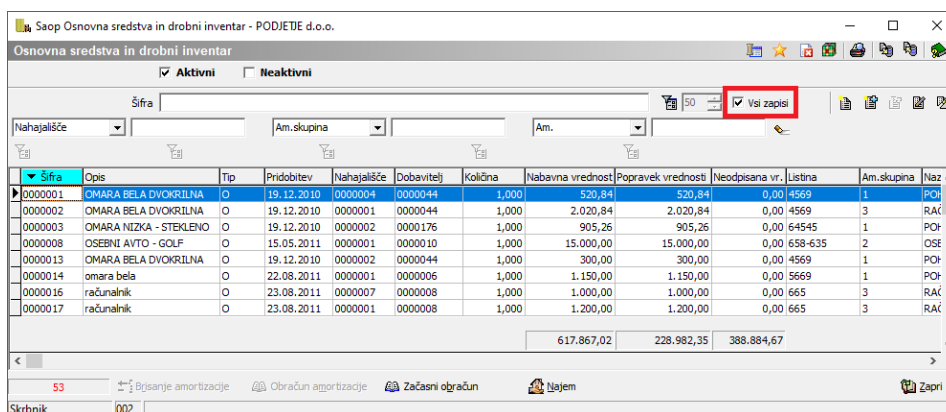 Saop Osnovna sredstva in drobni inventar - PODJETJE d.o.o.
Osnovna sredstva in drobni inventar
Aktivni Neaktivni
Šifra 50 Vsi zapisi
Nahajališče Am.skupina Am.
Šifra Opis Tip Pridobitev Nahajališče Dobavitelj Količina Nabavna vrednost Popravek vrednosti Neodpisana vr. Listina Am.skupina Naz
0000001 OMARA BELA DVOKRILNA O 19.12.2010 0000004 0000044 1,000 520,84 520,84 0,00 4569 1 POH
0000002 OMARA BELA DVOKRILNA O 19.12.2010 0000001 0000044 1,000 2.020,84 2.020,84 0,00 4569 3 RAČ
0000003 OMARA NIZKA - STEKLENO O 19.12.2010 0000002 0000176 1,000 905,26 905,26 0,00 64545 1 POH
0000008 OSEBNI AVTO - GOLF O 15.05.2011 0000001 0000010 1,000 15.000,00 15.000,00 0,00 658-635 2 OSE
0000013 OMARA BELA DVOKRILNA O 19.12.2010 0000002 0000044 1,000 300,00 300,00 0,00 4569 1 POH
0000014 omara bela O 22.08.2011 0000001 0000006 1,000 1.150,00 1.150,00 0,00 5669 1 POH
0000016 računalnik O 23.08.2011 0000007 0000008 1,000 1.000,00 1.000,00 0,00 665 3 RAČ
0000017 računalnik O 23.08.2011 0000001 0000008 1,000 1.200,00 1.200,00 0,00 665 3 RAČ
617.867,02 228.982,35 388.884,67
53 Brisanje amortizacije Obračun amortizacije Začasni obračun Najem Zapri
Skrbnik 002